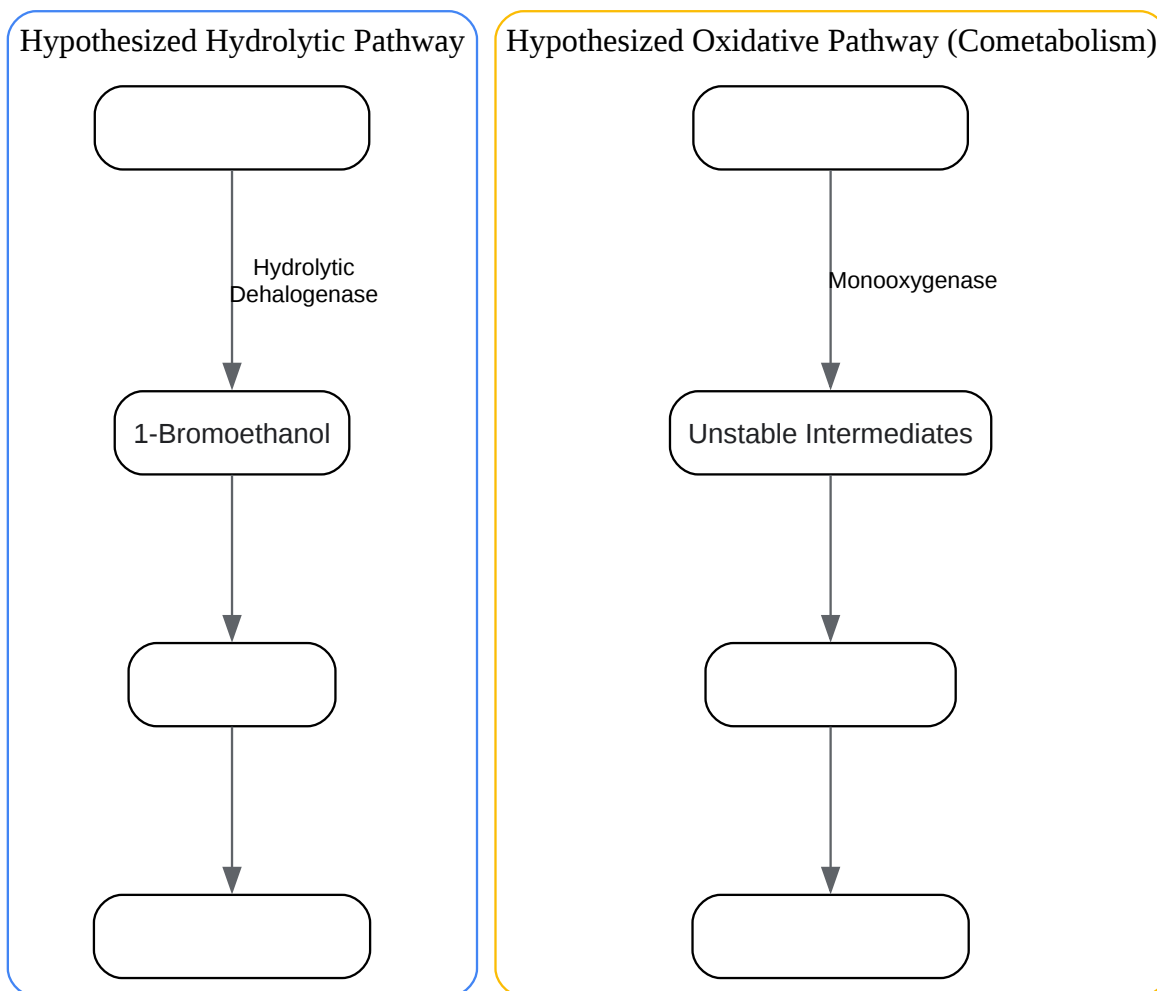 Hypothesized Hydrolytic Pathway
Hydrolytic
Dehalogenase
1-Bromoethanol
Hypothesized Oxidative Pathway (Cometabolism)
Monooxygenase
Unstable Intermediates